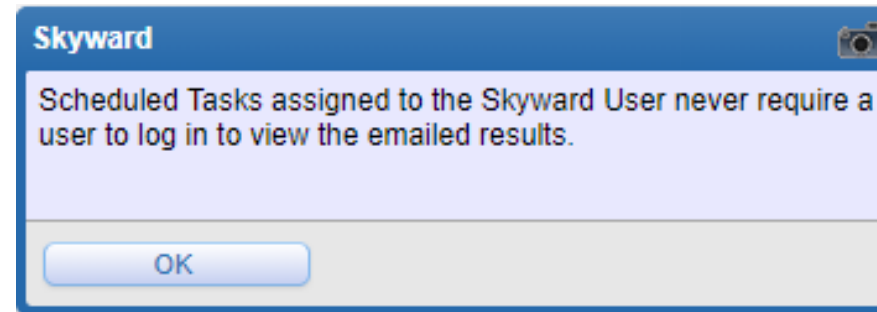 Skyward
Scheduled Tasks assigned to the Skyward User never require a
user to log in to view the emailed results.
OK